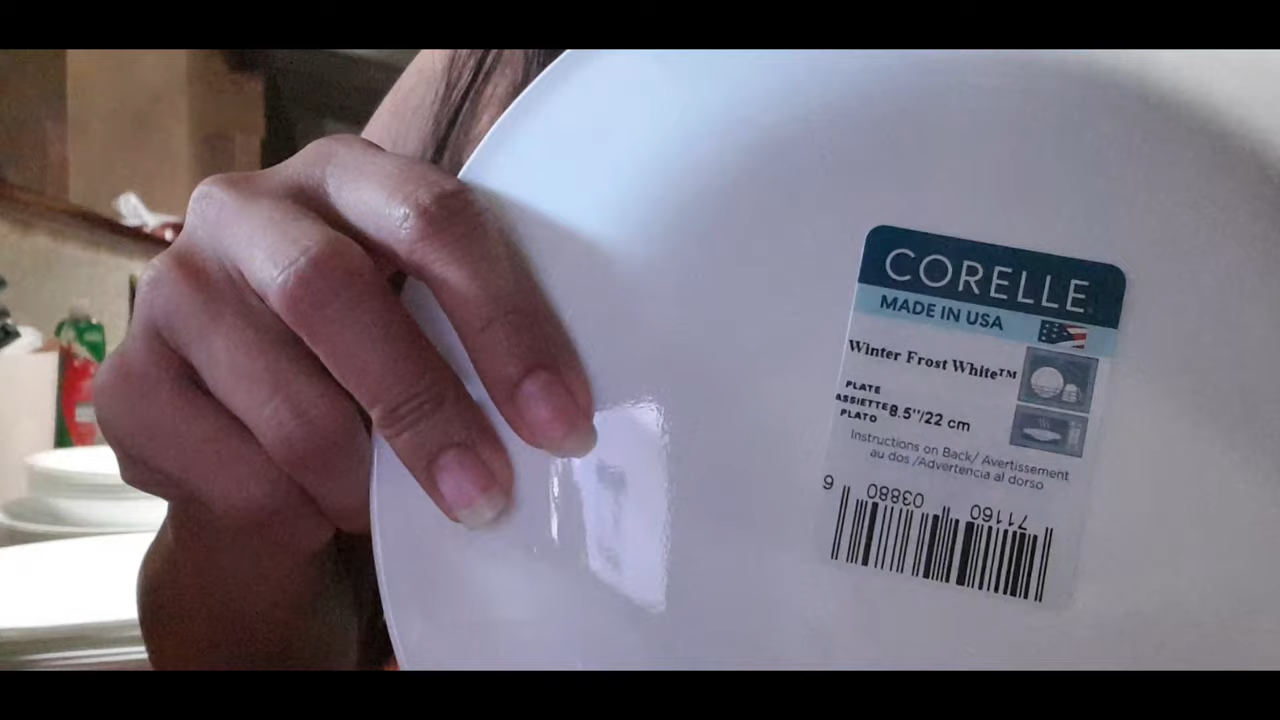 CORELLE
MADE IN USA
Winter Frost White™
PLATE
ASSIETTE
PLATO
8.5"/22 cm
Instructions on Back/ Avertissement
au dos /Advertencia al dorso
71160 03880 9